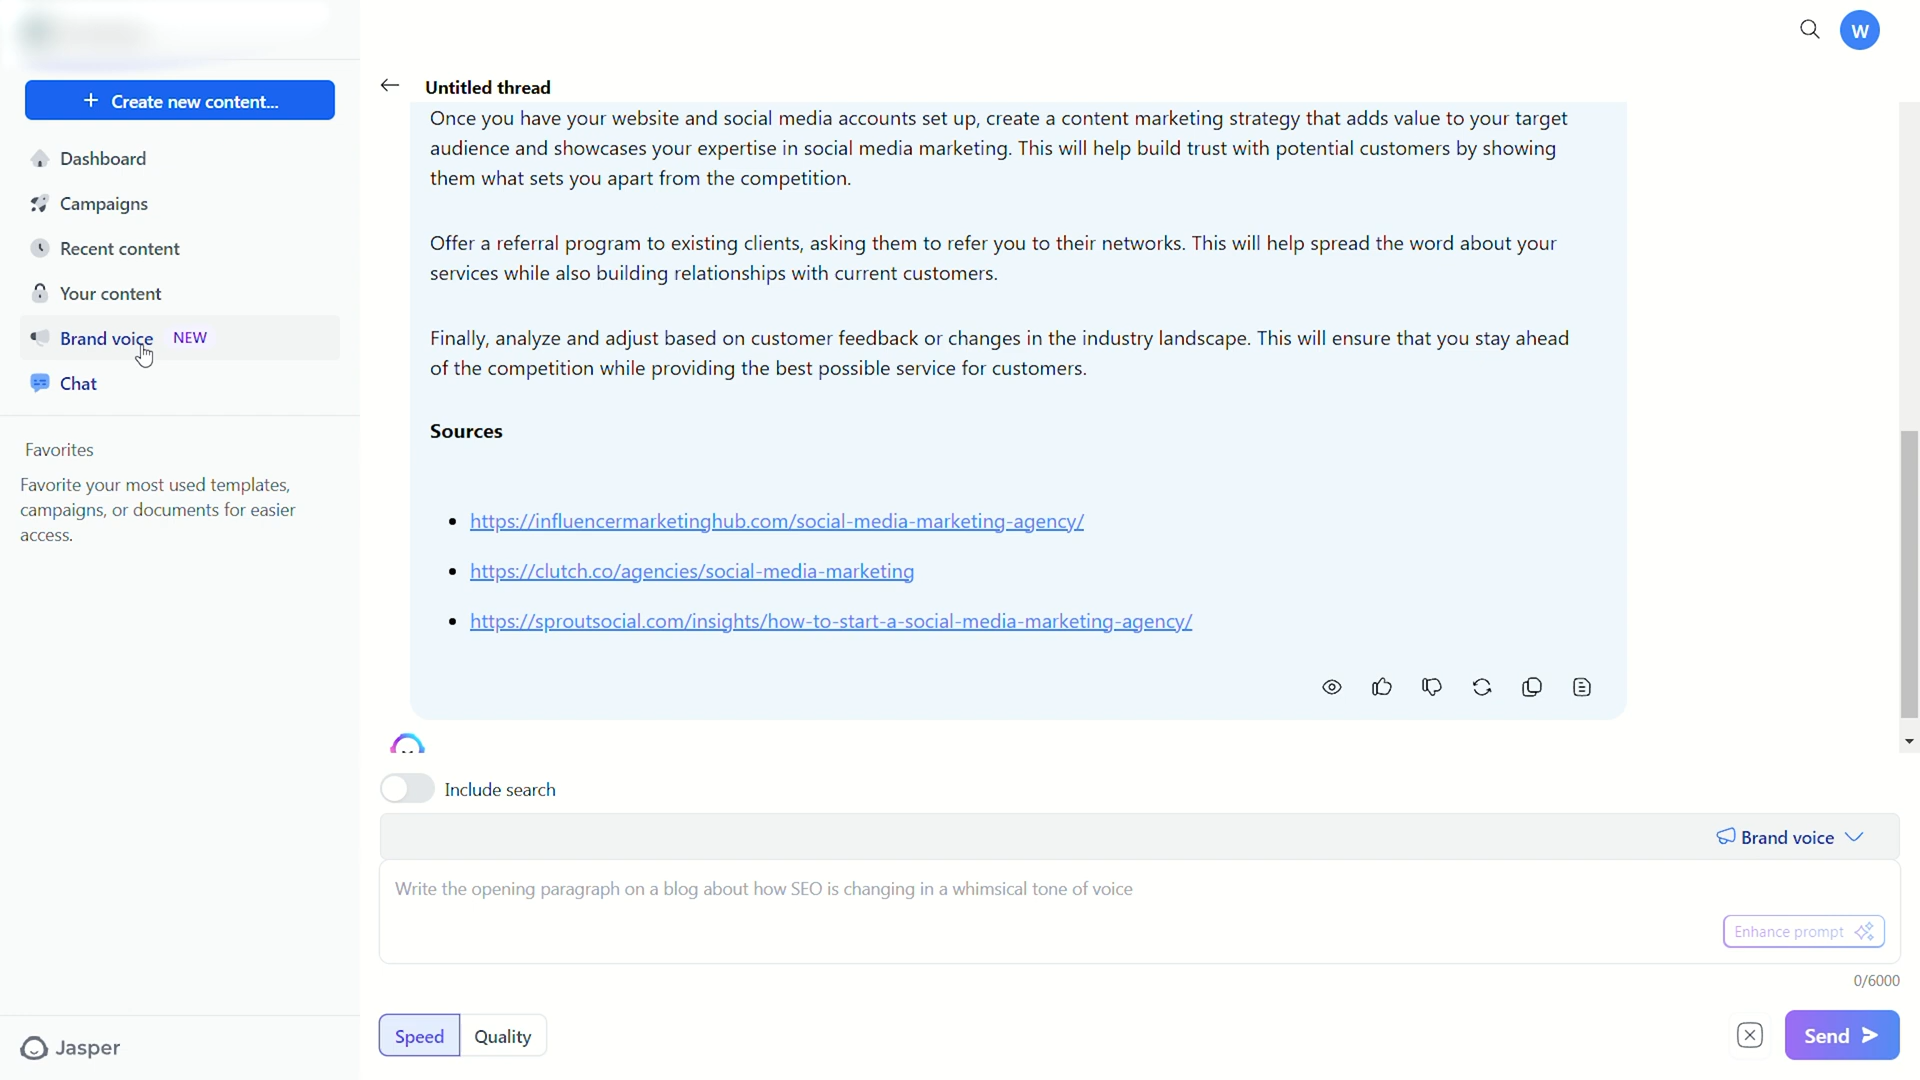 W
+ Create new content...
Dashboard
Campaigns
Recent content
Your content
Brand voice NEW
Chat
Favorites
Favorite your most used templates,
campaigns, or documents for easier
access.
Jasper
Untitled thread
Once you have your website and social media accounts set up, create a content marketing strategy that adds value to your target
audience and showcases your expertise in social media marketing. This will help build trust with potential customers by showing
them what sets you apart from the competition.
Offer a referral program to existing clients, asking them to refer you to their networks. This will help spread the word about your
services while also building relationships with current customers.
Finally, analyze and adjust based on customer feedback or changes in the industry landscape. This will ensure that you stay ahead
of the competition while providing the best possible service for customers.
Sources
https://influencermarketinghub.com/social-media-marketing-agency/
https://clutch.co/agencies/social-media-marketing
https://sproutsocial.com/insights/how-to-start-a-social-media-marketing-agency/
Include search
Brand voice
Write the opening paragraph on a blog about how SEO is changing in a whimsical tone of voice
Enhance prompt
0/6000
Speed Quality
Send